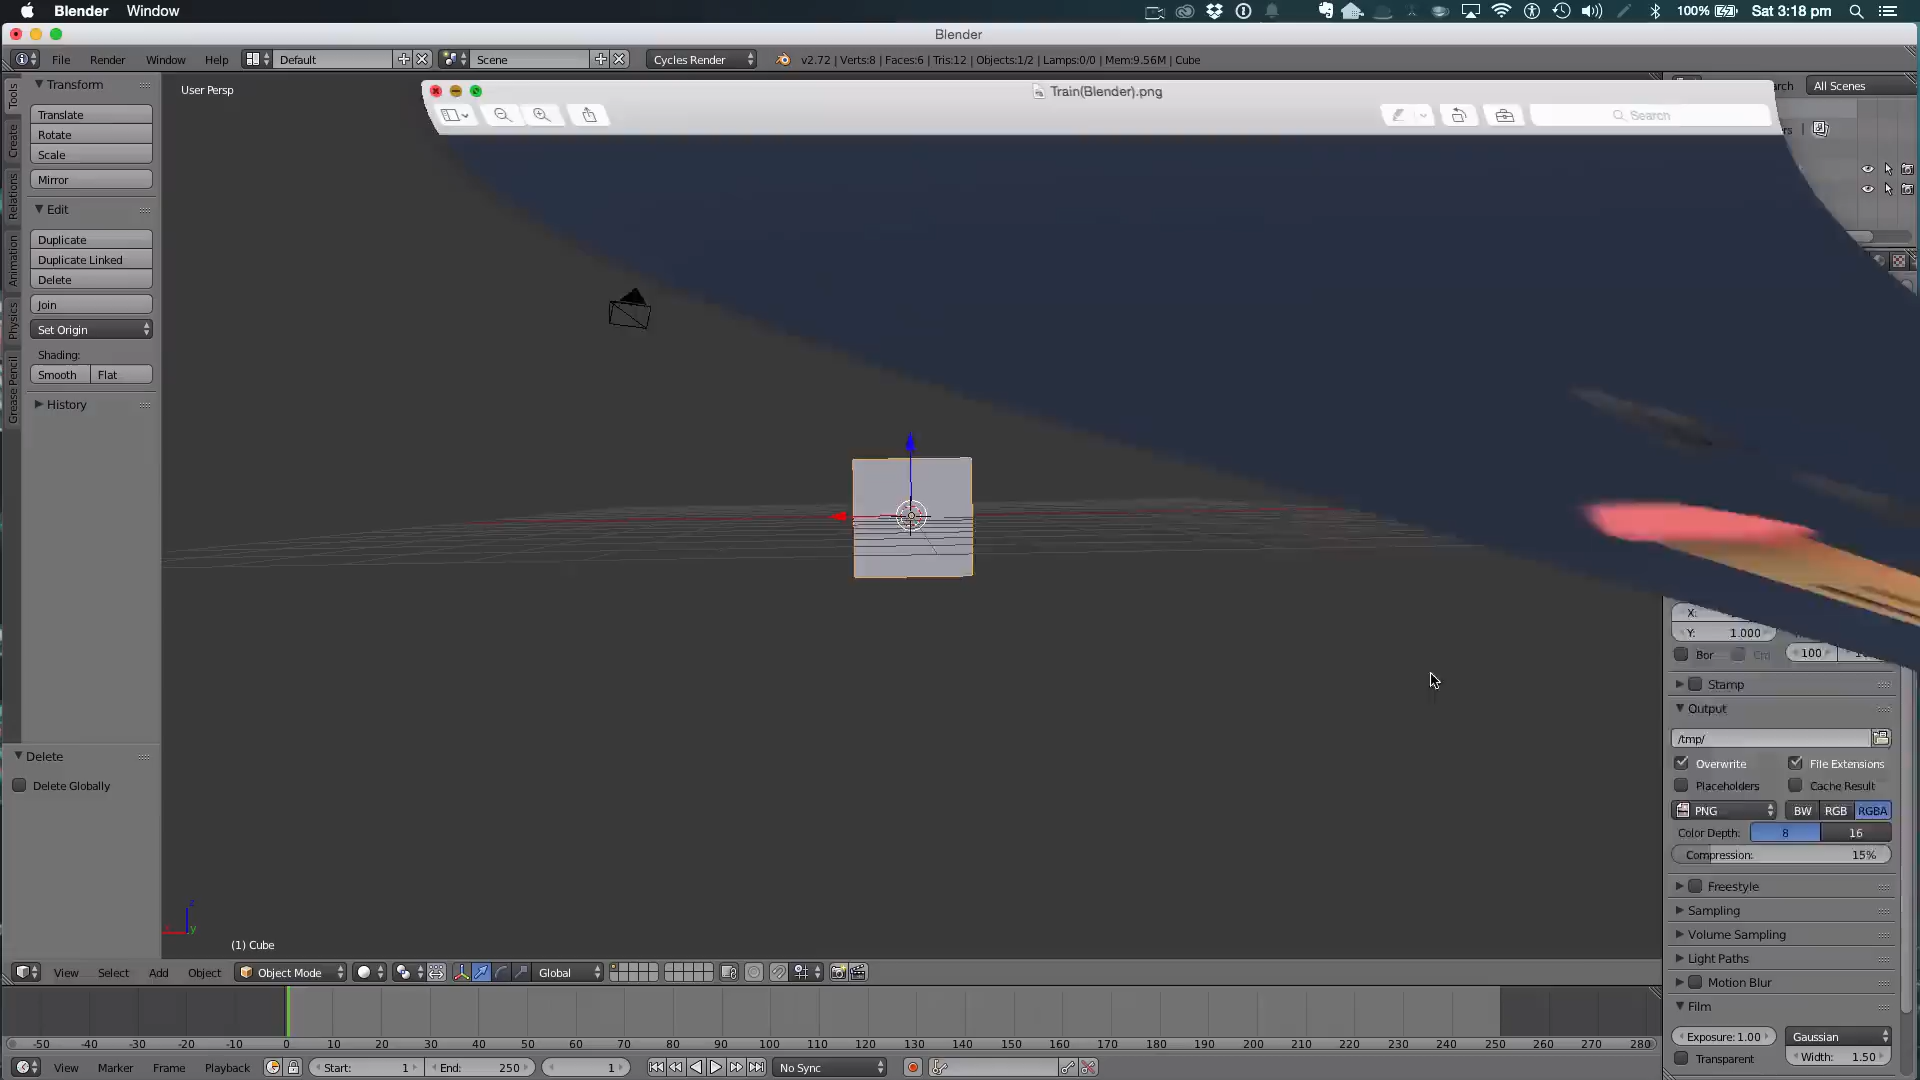 Blender Window 100% Sat 3:18 pm
Blender
File Render Window Help Default Scene Cycles Render v2.72 | Verts:8 | Faces:6 | Tris:12 | Objects:1/2 | Lamps:0/0 | Mem:9.56M | Cube
Transform
User Persp
Train(Blender).png
All Scenes
Search
Tools
Create
Relations
Animation
Physics
Grease Pencil
Translate
Rotate
Scale
Mirror
Edit
Duplicate
Duplicate Linked
Delete
Join
Set Origin
Shading:
Smooth Flat
History
Delete
Delete Globally
X:
Y: 1.000
Bor 100
Stamp
Output
/tmp/
Overwrite File Extensions
Placeholders Cache Result
PNG BW RGB RGBA
Color Depth: 8 16
Compression: 15%
Freestyle
Sampling
Volume Sampling
Light Paths
Motion Blur
Film
Exposure: 1.00 Gaussian
Transparent Width: 1.50
z
y
(1) Cube
View Select Add Object Object Mode Global
-50 -40 -30 -20 -10 0 10 20 30 40 50 60 70 80 90 100 110 120 130 140 150 160 170 180 190 200 210 220 230 240 250 260 270 280
View Marker Frame Playback Start: 1 End: 250 1 No Sync